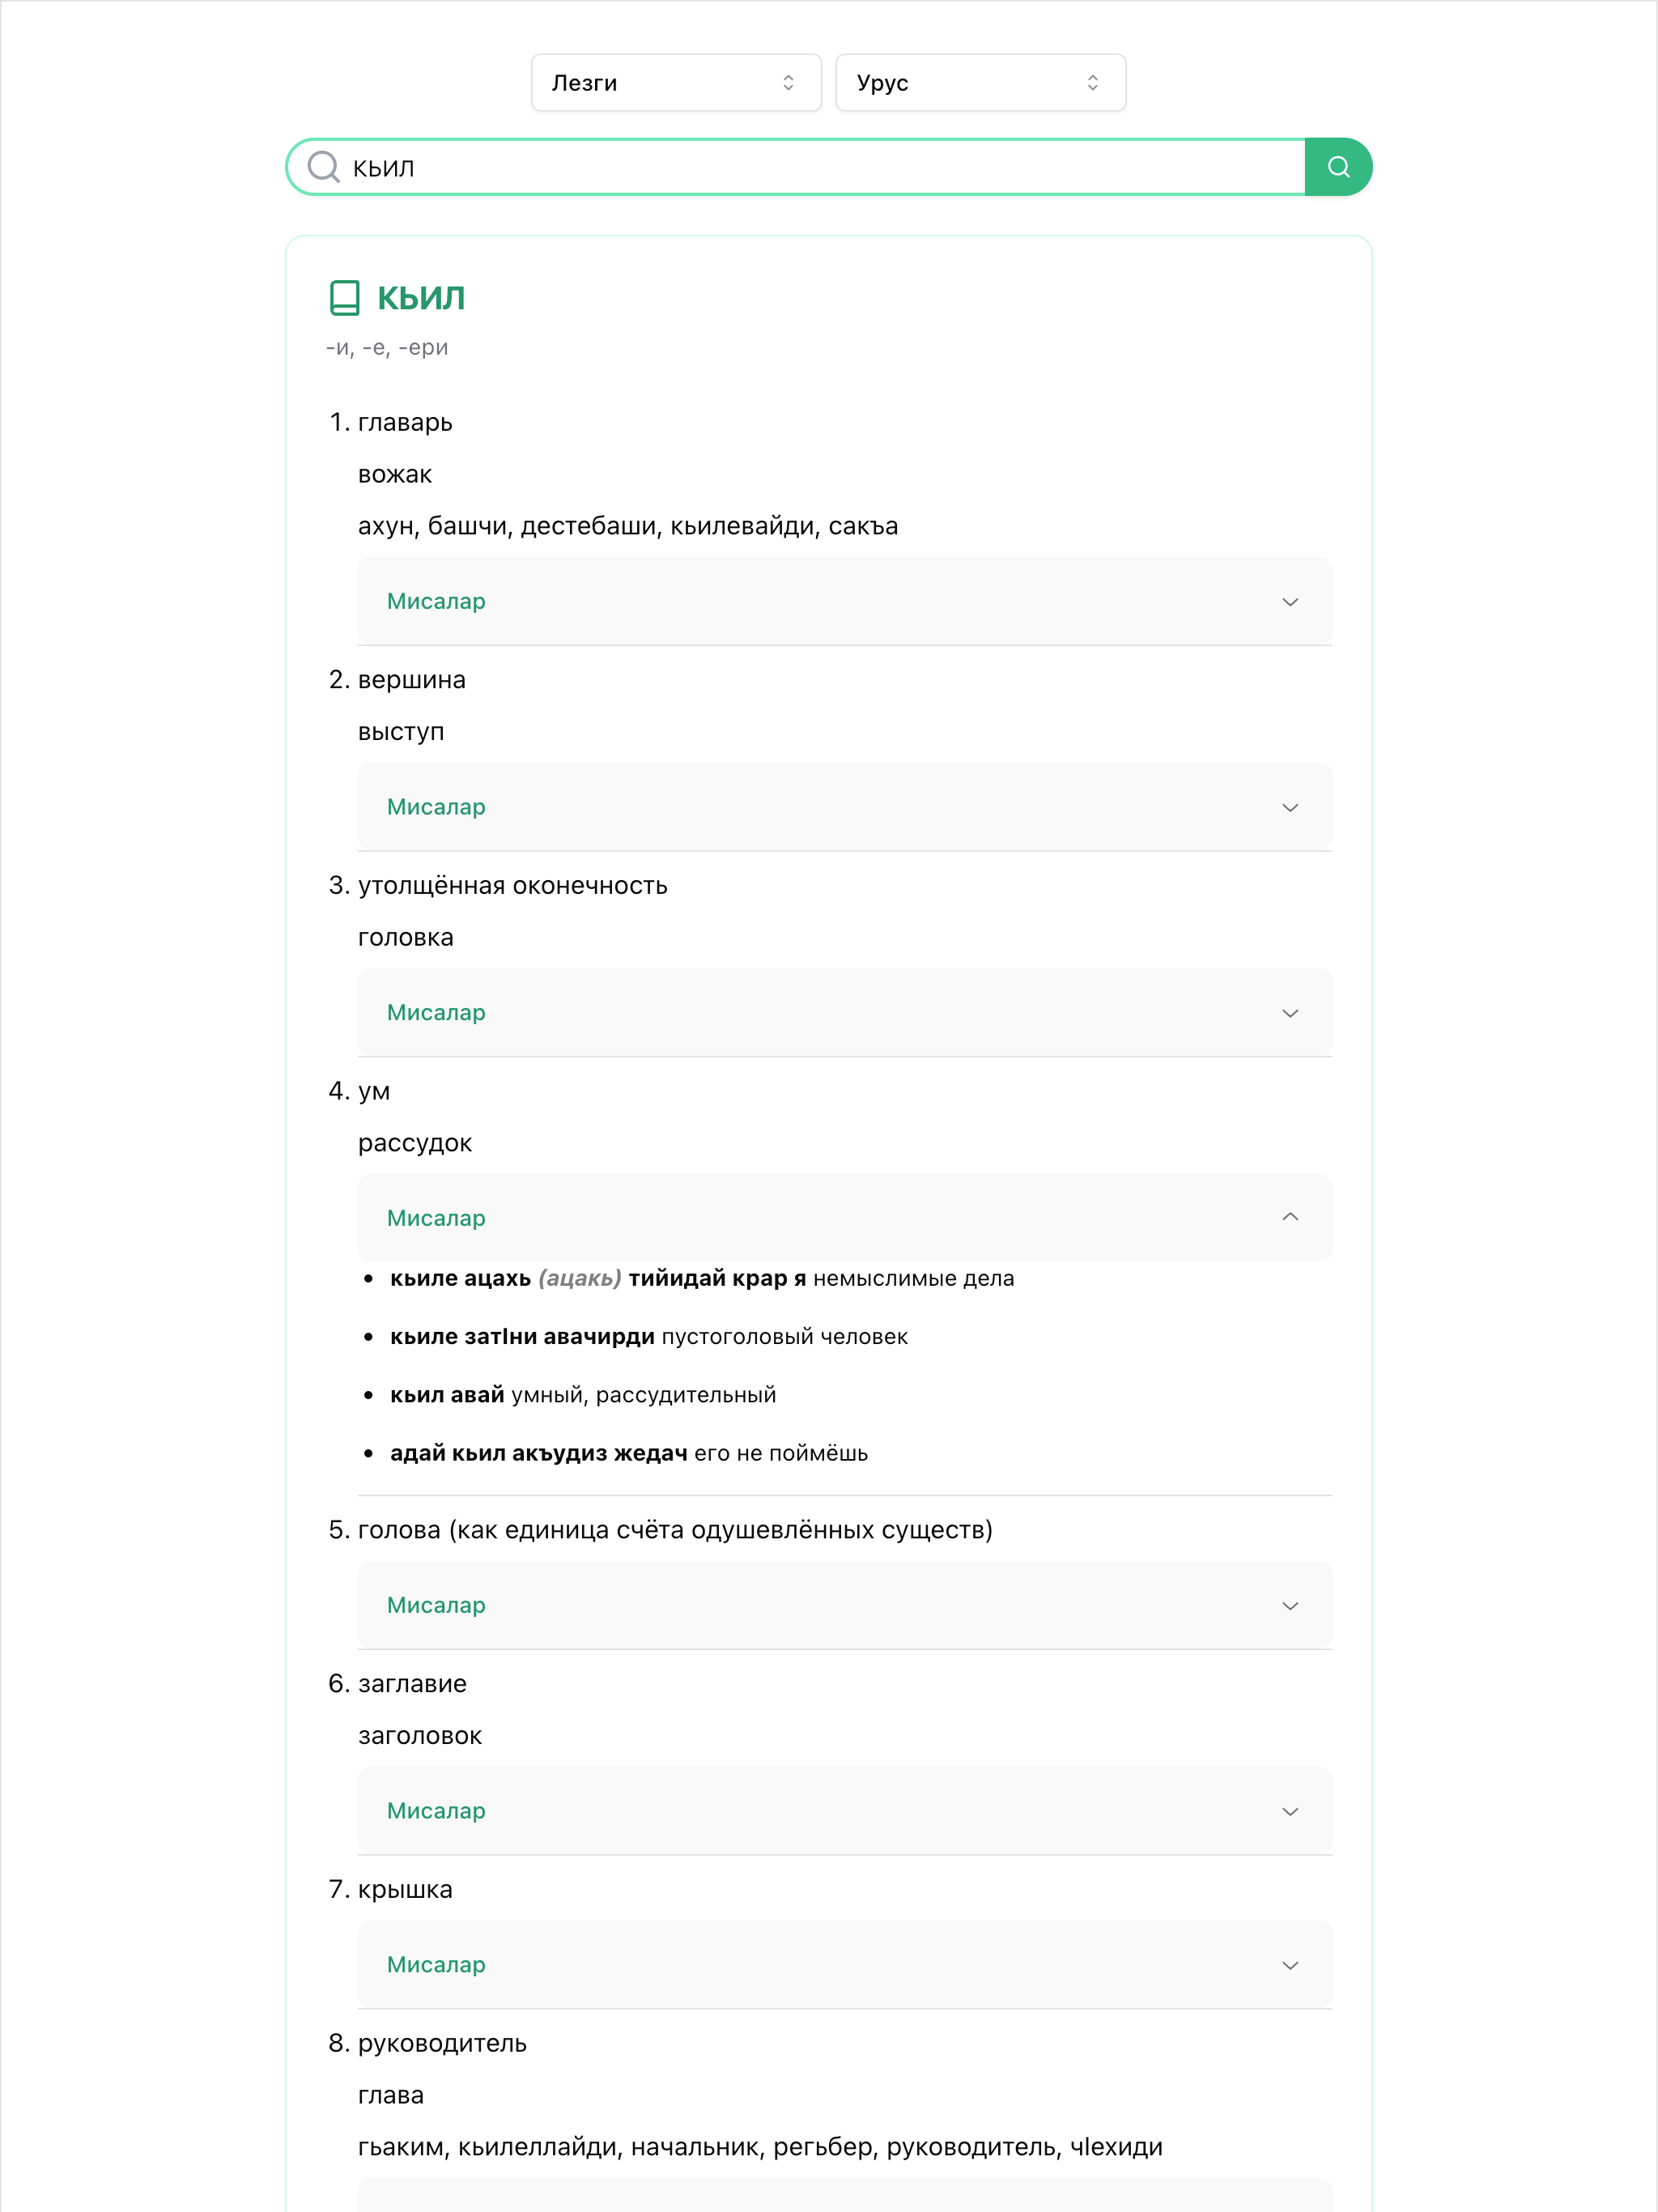 Лезги
Урус
КЬИЛ
КЬИЛ
-и, -е, -ери
1. главарь
вожак
ахун, башчи, дестебаши, кьилевайди, сакъа
Мисалар
2. вершина
выступ
Мисалар
3. утолщённая оконечность
головка
Мисалар
4. ум
рассудок
Мисалар
• кьиле ацахь (ацакь) тийидай крар я немыслимые дела
• кьиле затӏни авачирди пустоголовый человек
• кьил авай умный, рассудительный
• адай кьил акъудиз жедач его не поймёшь
5. голова (как единица счёта одушевлённых существ)
Мисалар
6. заглавие
заголовок
Мисалар
7. крышка
Мисалар
8. руководитель
глава
гьаким, кьилеллайди, начальник, регьбер, руководитель, чӏехиди